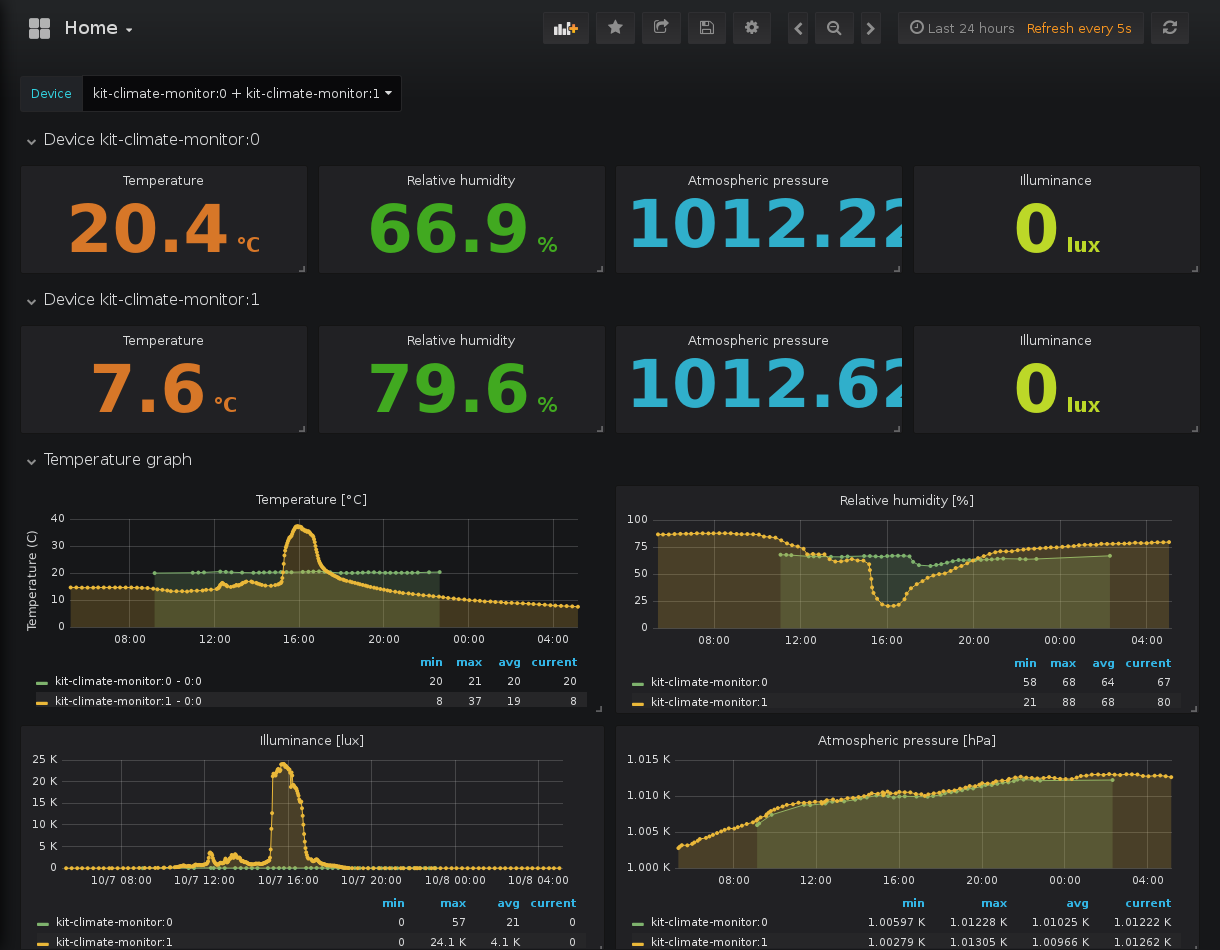 Home
Last 24 hours Refresh every 5s
Device kit-climate-monitor:0 + kit-climate-monitor:1
Device kit-climate-monitor:0
Temperature Relative humidity Atmospheric pressure Illuminance
20.4 °C 66.9 % 1012.22 0 lux
Device kit-climate-monitor:1
Temperature Relative humidity Atmospheric pressure Illuminance
7.6 °C 79.6 % 1012.62 0 lux
Temperature graph
Temperature [°C]
Temperature (C)
40
30
20
10
0
08:00 12:00 16:00 20:00 00:00 04:00
min max avg current
kit-climate-monitor:0 - 0:0 20 21 20 20
kit-climate-monitor:1 - 0:0 8 37 19 8
Relative humidity [%]
100
75
50
25
0
08:00 12:00 16:00 20:00 00:00 04:00
min max avg current
kit-climate-monitor:0 58 68 64 67
kit-climate-monitor:1 21 88 68 80
Illuminance [lux]
25 K
20 K
15 K
10 K
5 K
0
10/7 08:00 10/7 12:00 10/7 16:00 10/7 20:00 10/8 00:00 10/8 04:00
min max avg current
kit-climate-monitor:0 0 57 21 0
kit-climate-monitor:1 0 24.1 K 4.1 K 0
Atmospheric pressure [hPa]
1.015 K
1.010 K
1.005 K
1.000 K
08:00 12:00 16:00 20:00 00:00 04:00
min max avg current
kit-climate-monitor:0 1.00597 K 1.01228 K 1.01025 K 1.01222 K
kit-climate-monitor:1 1.00279 K 1.01305 K 1.00966 K 1.01262 K